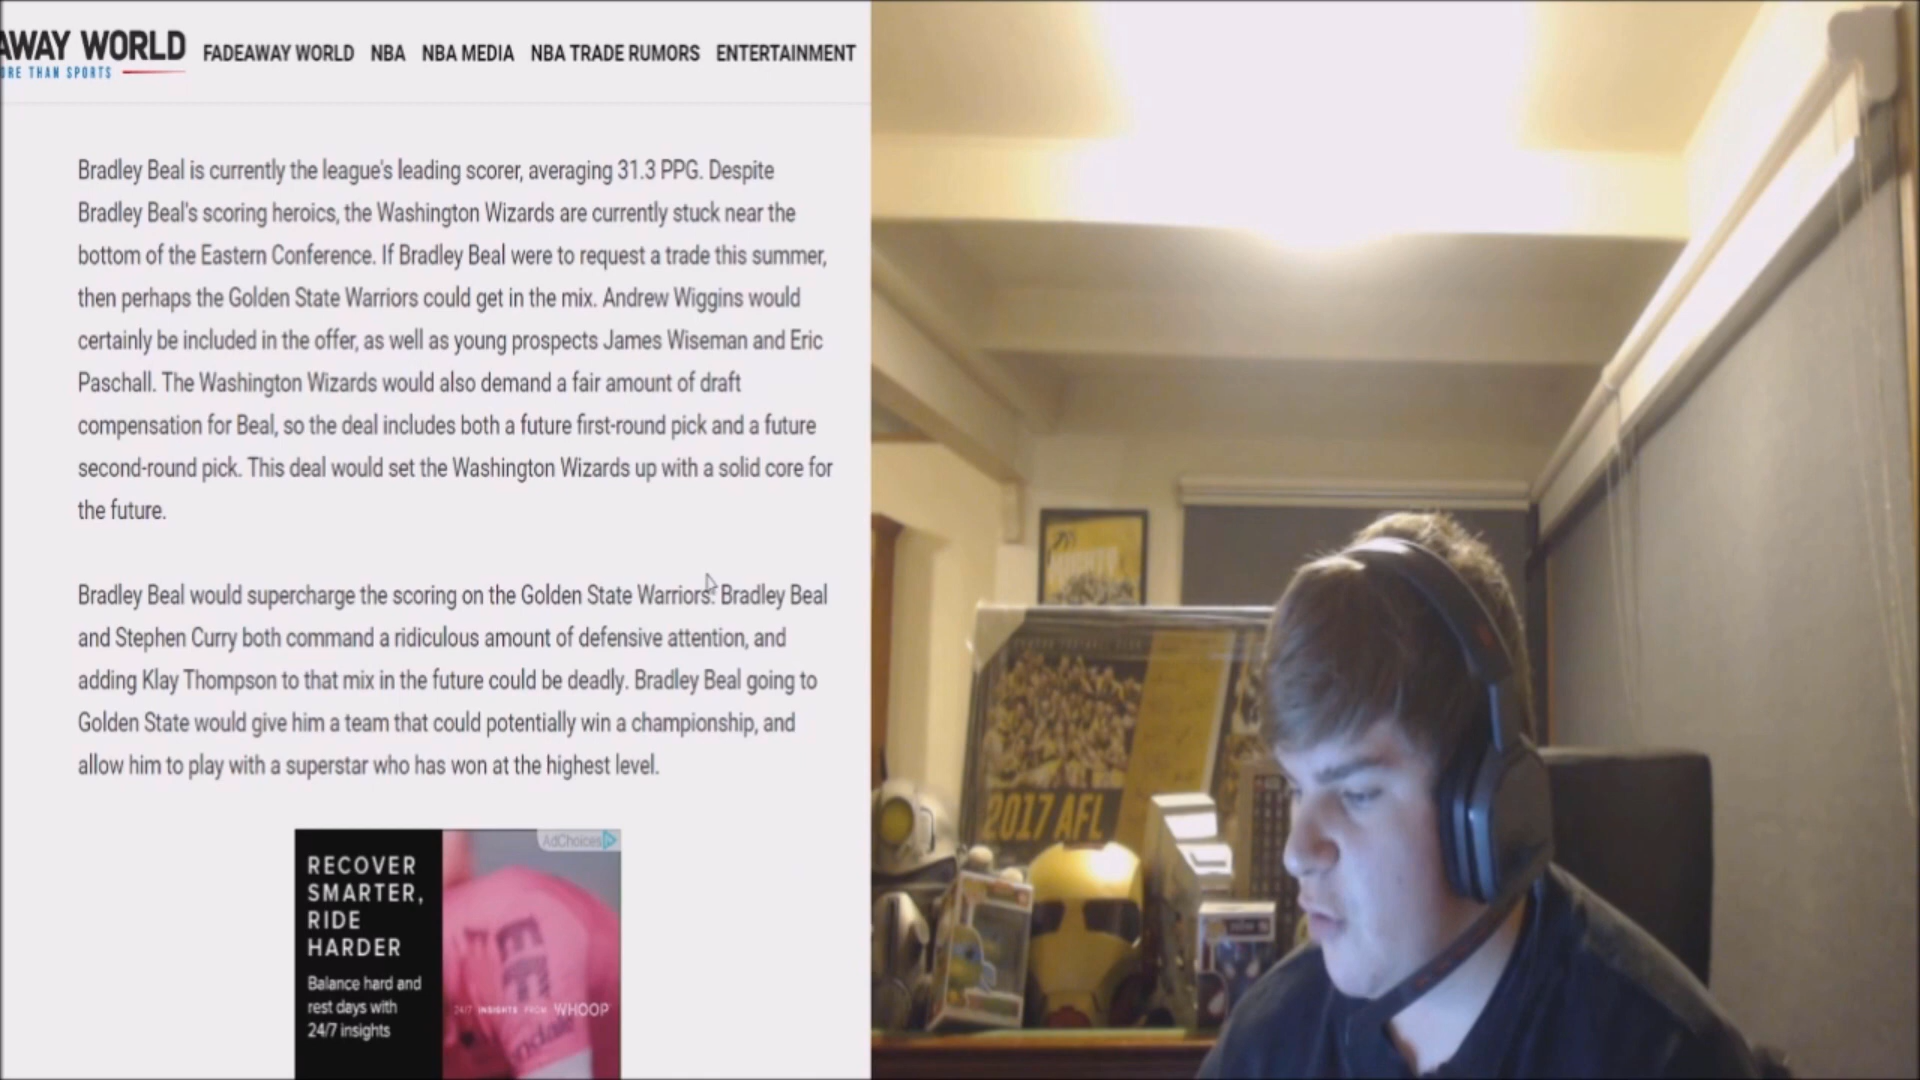 AWAY WORLD
ORE THAN SPORTS
FADEAWAY WORLD NBA NBA MEDIA NBA TRADE RUMORS ENTERTAINMENT
Bradley Beal is currently the league's leading scorer, averaging 31.3 PPG. Despite
Bradley Beal's scoring heroics, the Washington Wizards are currently stuck near the
bottom of the Eastern Conference. If Bradley Beal were to request a trade this summer,
then perhaps the Golden State Warriors could get in the mix. Andrew Wiggins would
certainly be included in the offer, as well as young prospects James Wiseman and Eric
Paschall. The Washington Wizards would also demand a fair amount of draft
compensation for Beal, so the deal includes both a future first-round pick and a future
second-round pick. This deal would set the Washington Wizards up with a solid core for
the future.
Bradley Beal would supercharge the scoring on the Golden State Warriors. Bradley Beal
and Stephen Curry both command a ridiculous amount of defensive attention, and
adding Klay Thompson to that mix in the future could be deadly. Bradley Beal going to
Golden State would give him a team that could potentially win a championship, and
allow him to play with a superstar who has won at the highest level.
AdChoices
RECOVER
SMARTER,
RIDE
HARDER
Balance hard and
rest days with
24/7 insights
24/7 INSIGHTS FROM WHOOP
MIGHTY
2017 AFL